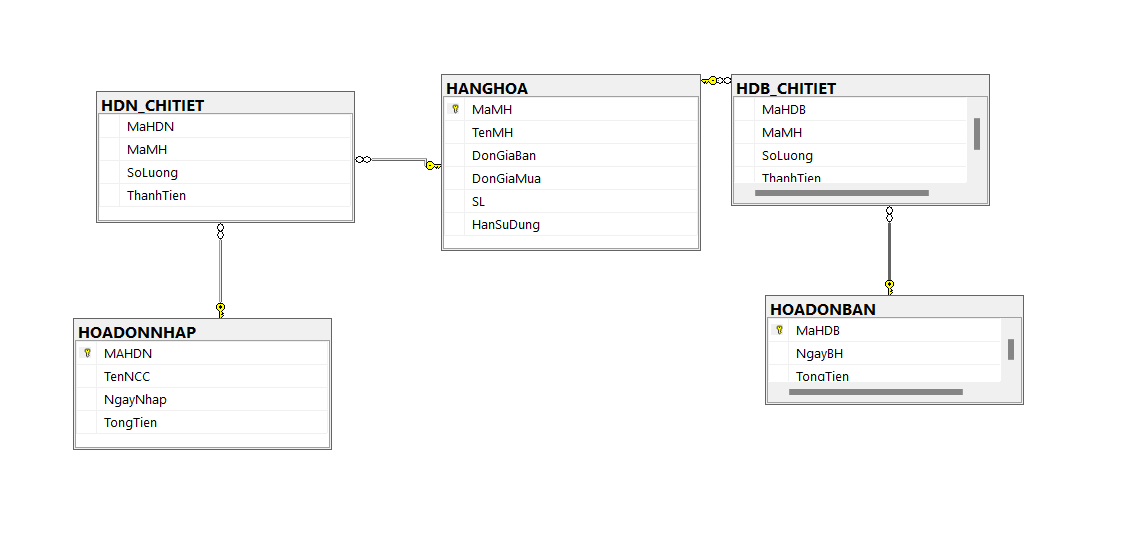 HDN_CHITIET
MaHDN
MaMH
SoLuong
ThanhTien
HANGHOA
MaMH
TenMH
DonGiaBan
DonGiaMua
SL
HanSuDung
HDB_CHITIET
MaHDB
MaMH
SoLuong
ThanhTien
HOADONNHAP
MAHDN
TenNCC
NgayNhap
TongTien
HOADONBAN
MaHDB
NgayBH
TongTien